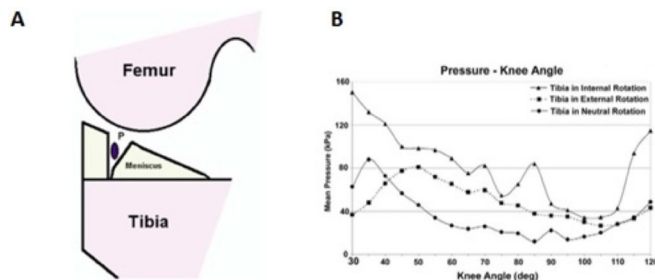 A
Femur
P
Meniscus
Tibia
B
Pressure - Knee Angle
Tibia in Internal Rotation
Tibia in External Rotation
Tibia in Neutral Rotation
Mean Pressure (kPa)
160
120
80
40
0
30 40 50 60 70 80 90 100 110 120
Knee Angle (deg)